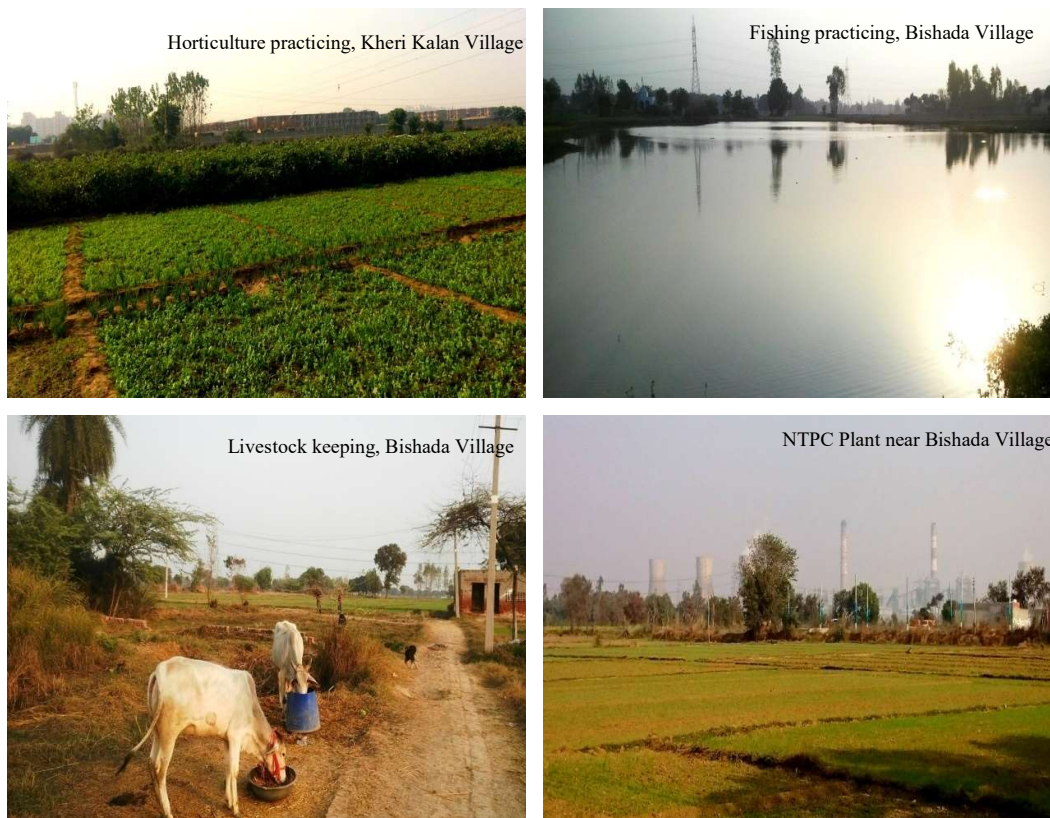 Horticulture practicing, Kheri Kalan Village
Fishing practicing, Bishada Village
Livestock keeping, Bishada Village
NTPC Plant near Bishada Village